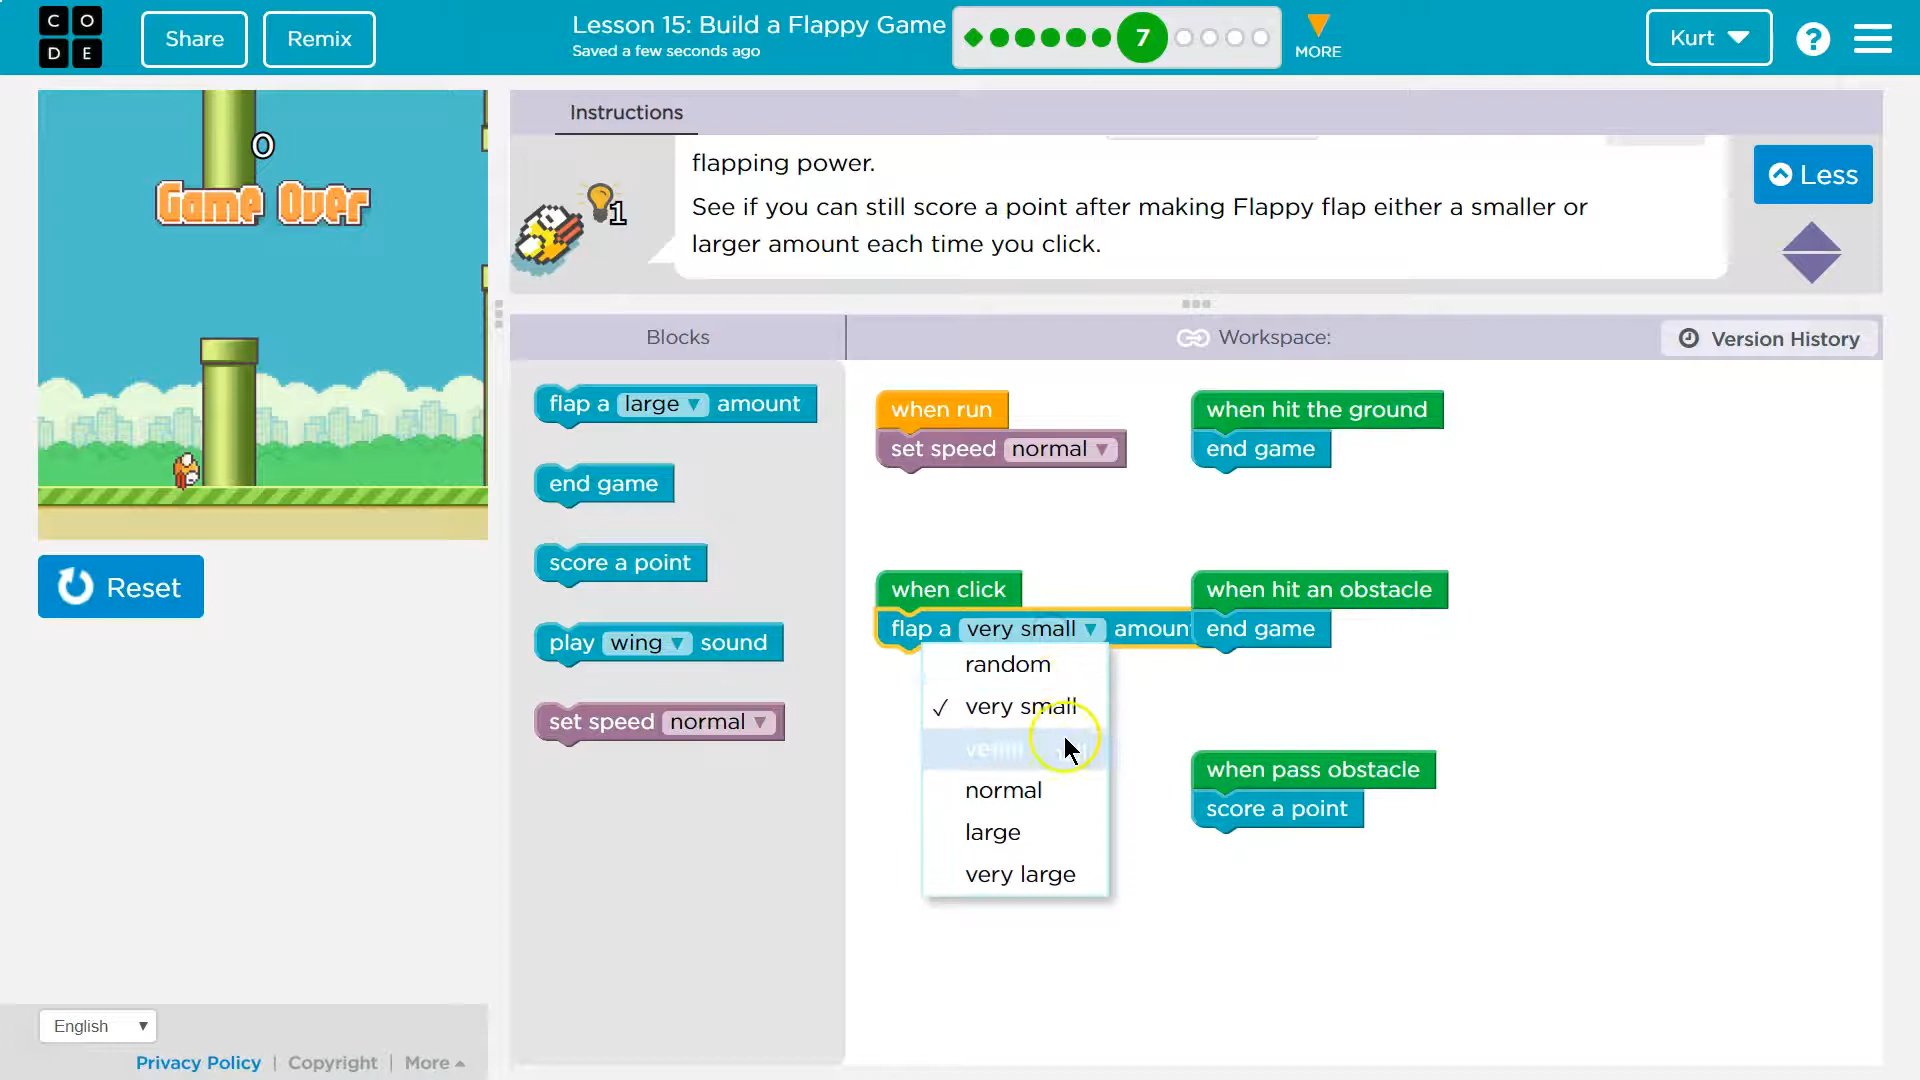 C O
D E
Share
Remix
Lesson 15: Build a Flappy Game
Saved a few seconds ago
7
MORE
Kurt
?
Instructions
flapping power.
See if you can still score a point after making Flappy flap either a smaller or
larger amount each time you click.
1
Less
0
Game Over
Reset
Blocks
Workspace:
Version History
flap a large amount
end game
score a point
play wing sound
set speed normal
when run
set speed normal
when hit the ground
end game
when click
flap a very small amoun
when hit an obstacle
end game
random
✓ very small
normal
large
very large
when pass obstacle
score a point
English
Privacy Policy | Copyright | More